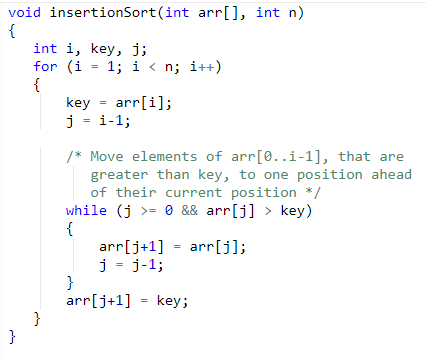 void insertionSort(int arr[], int n)
{
   int i, key, j;
   for (i = 1; i < n; i++)
   {
       key = arr[i];
       j = i-1;

       /* Move elements of arr[0..i-1], that are
          greater than key, to one position ahead
          of their current position */
       while (j >= 0 && arr[j] > key)
       {
           arr[j+1] = arr[j];
           j = j-1;
       }
       arr[j+1] = key;
   }
}